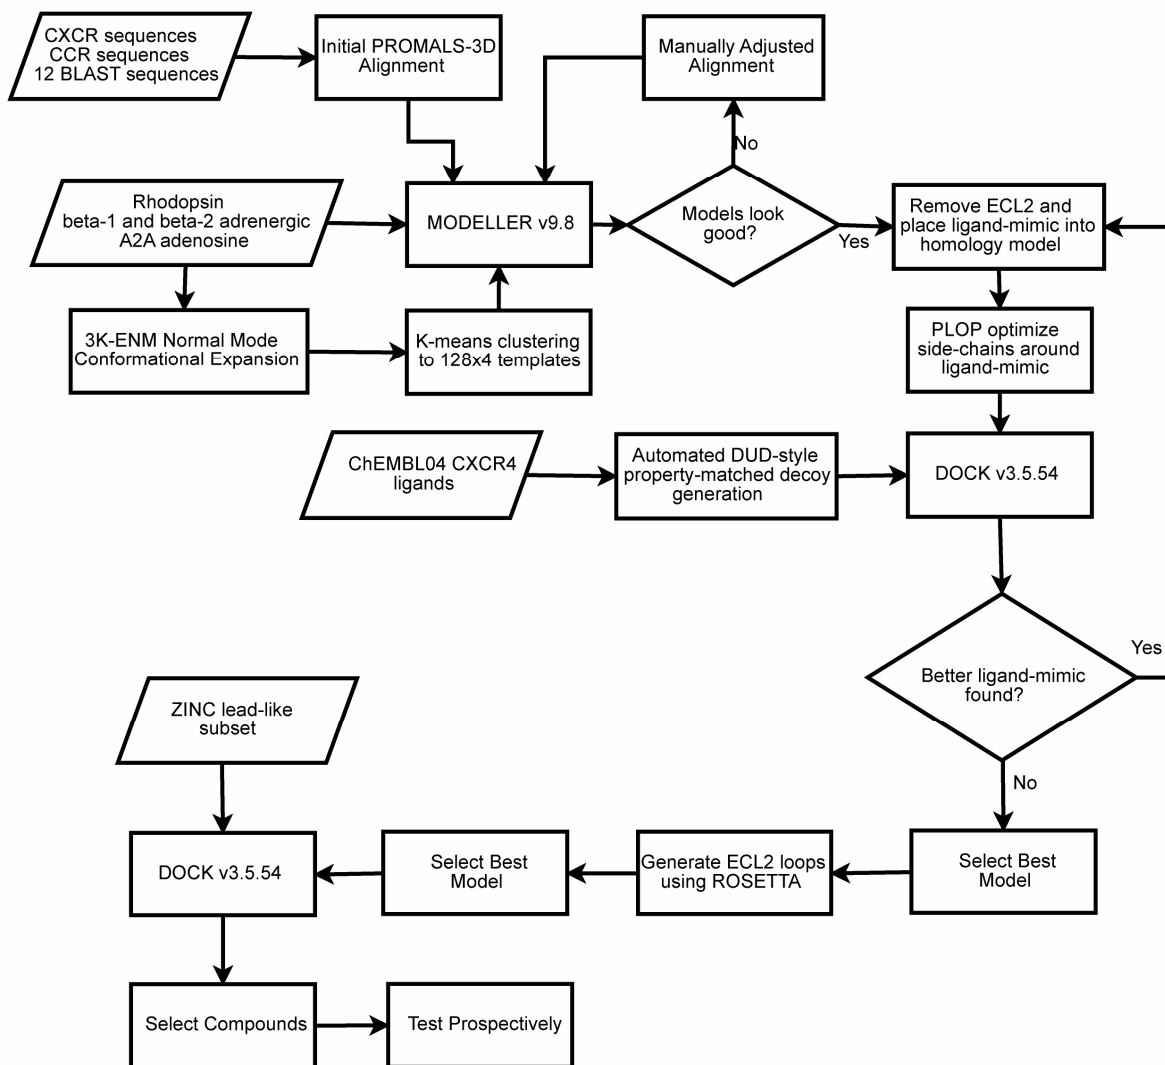 CXCR sequences
CCR sequences
12 BLAST sequences
Initial PROMALS-3D
Alignment
Manually Adjusted
Alignment
No
Rhodopsin
beta-1 and beta-2 adrenergic
A2A adenosine
MODELLER v9.8
Models look
good?
Yes
Remove ECL2 and
place ligand-mimic into
homology model
3K-ENM Normal Mode
Conformational Expansion
K-means clustering
to 128x4 templates
PLOP optimize
side-chains around
ligand-mimic
ChEMBL04 CXCR4
ligands
Automated DUD-style
property-matched decoy
generation
DOCK v3.5.54
Better ligand-mimic
found?
Yes
No
ZINC lead-like
subset
DOCK v3.5.54
Select Best
Model
Generate ECL2 loops
using ROSETTA
Select Best
Model
Select Compounds
Test Prospectively